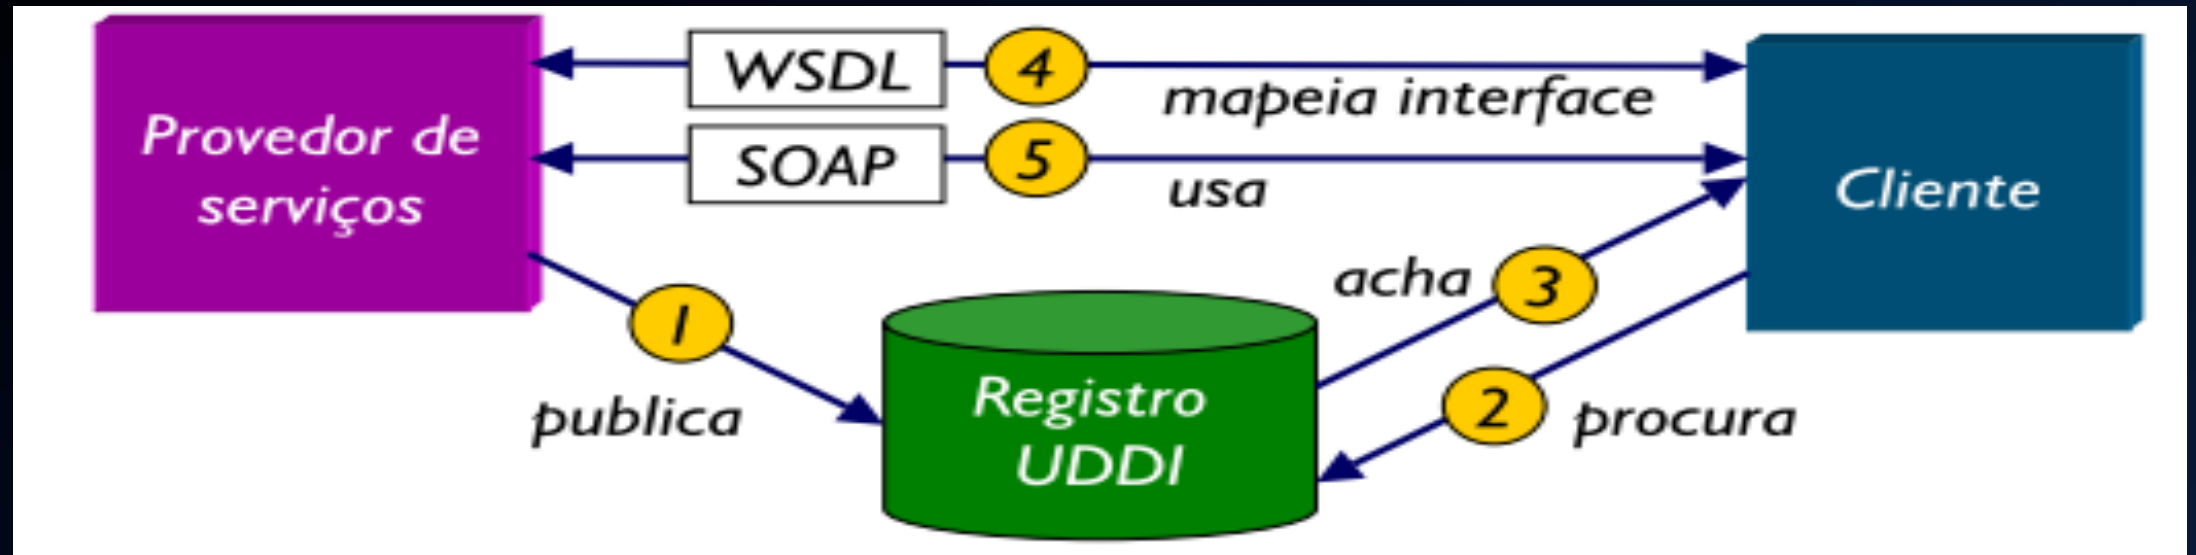 WSDL
4
mapeia interface
Provedor de
serviços
SOAP
5
usa
Cliente
acha
3
1
publica
Registro
UDDI
2
procura